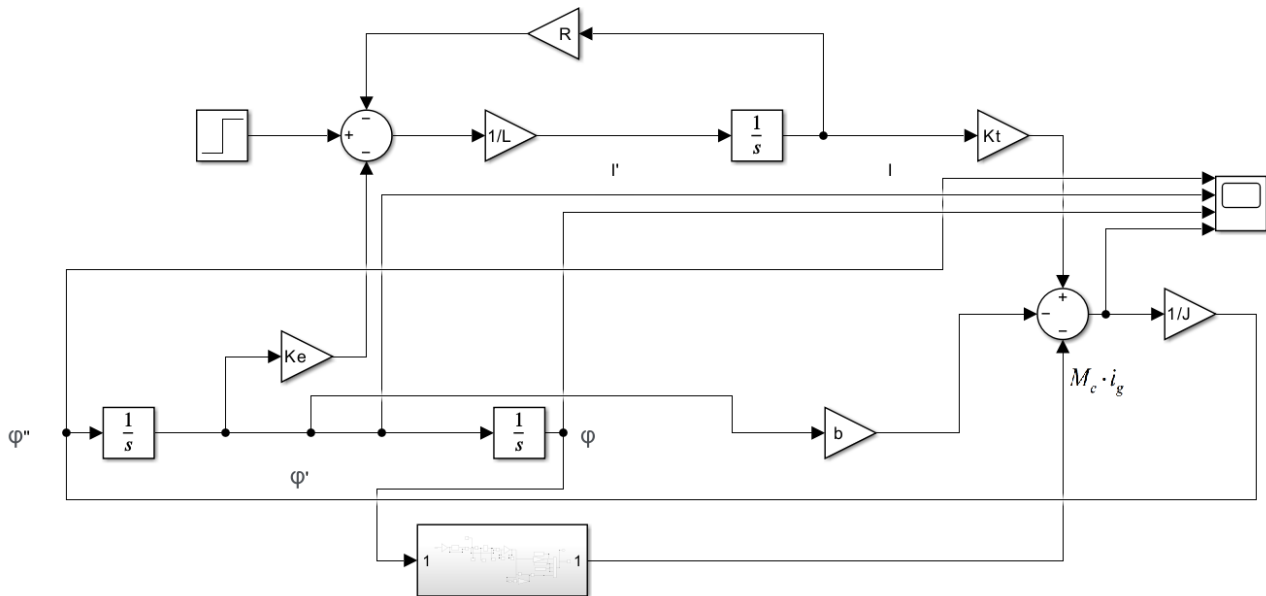 R
−
+
−
1/L
1
s
Kt
I'
I
+
−
−
1/J
Ke
M_c · i_g
φ"
1
s
1
s
φ
b
φ'
1
1